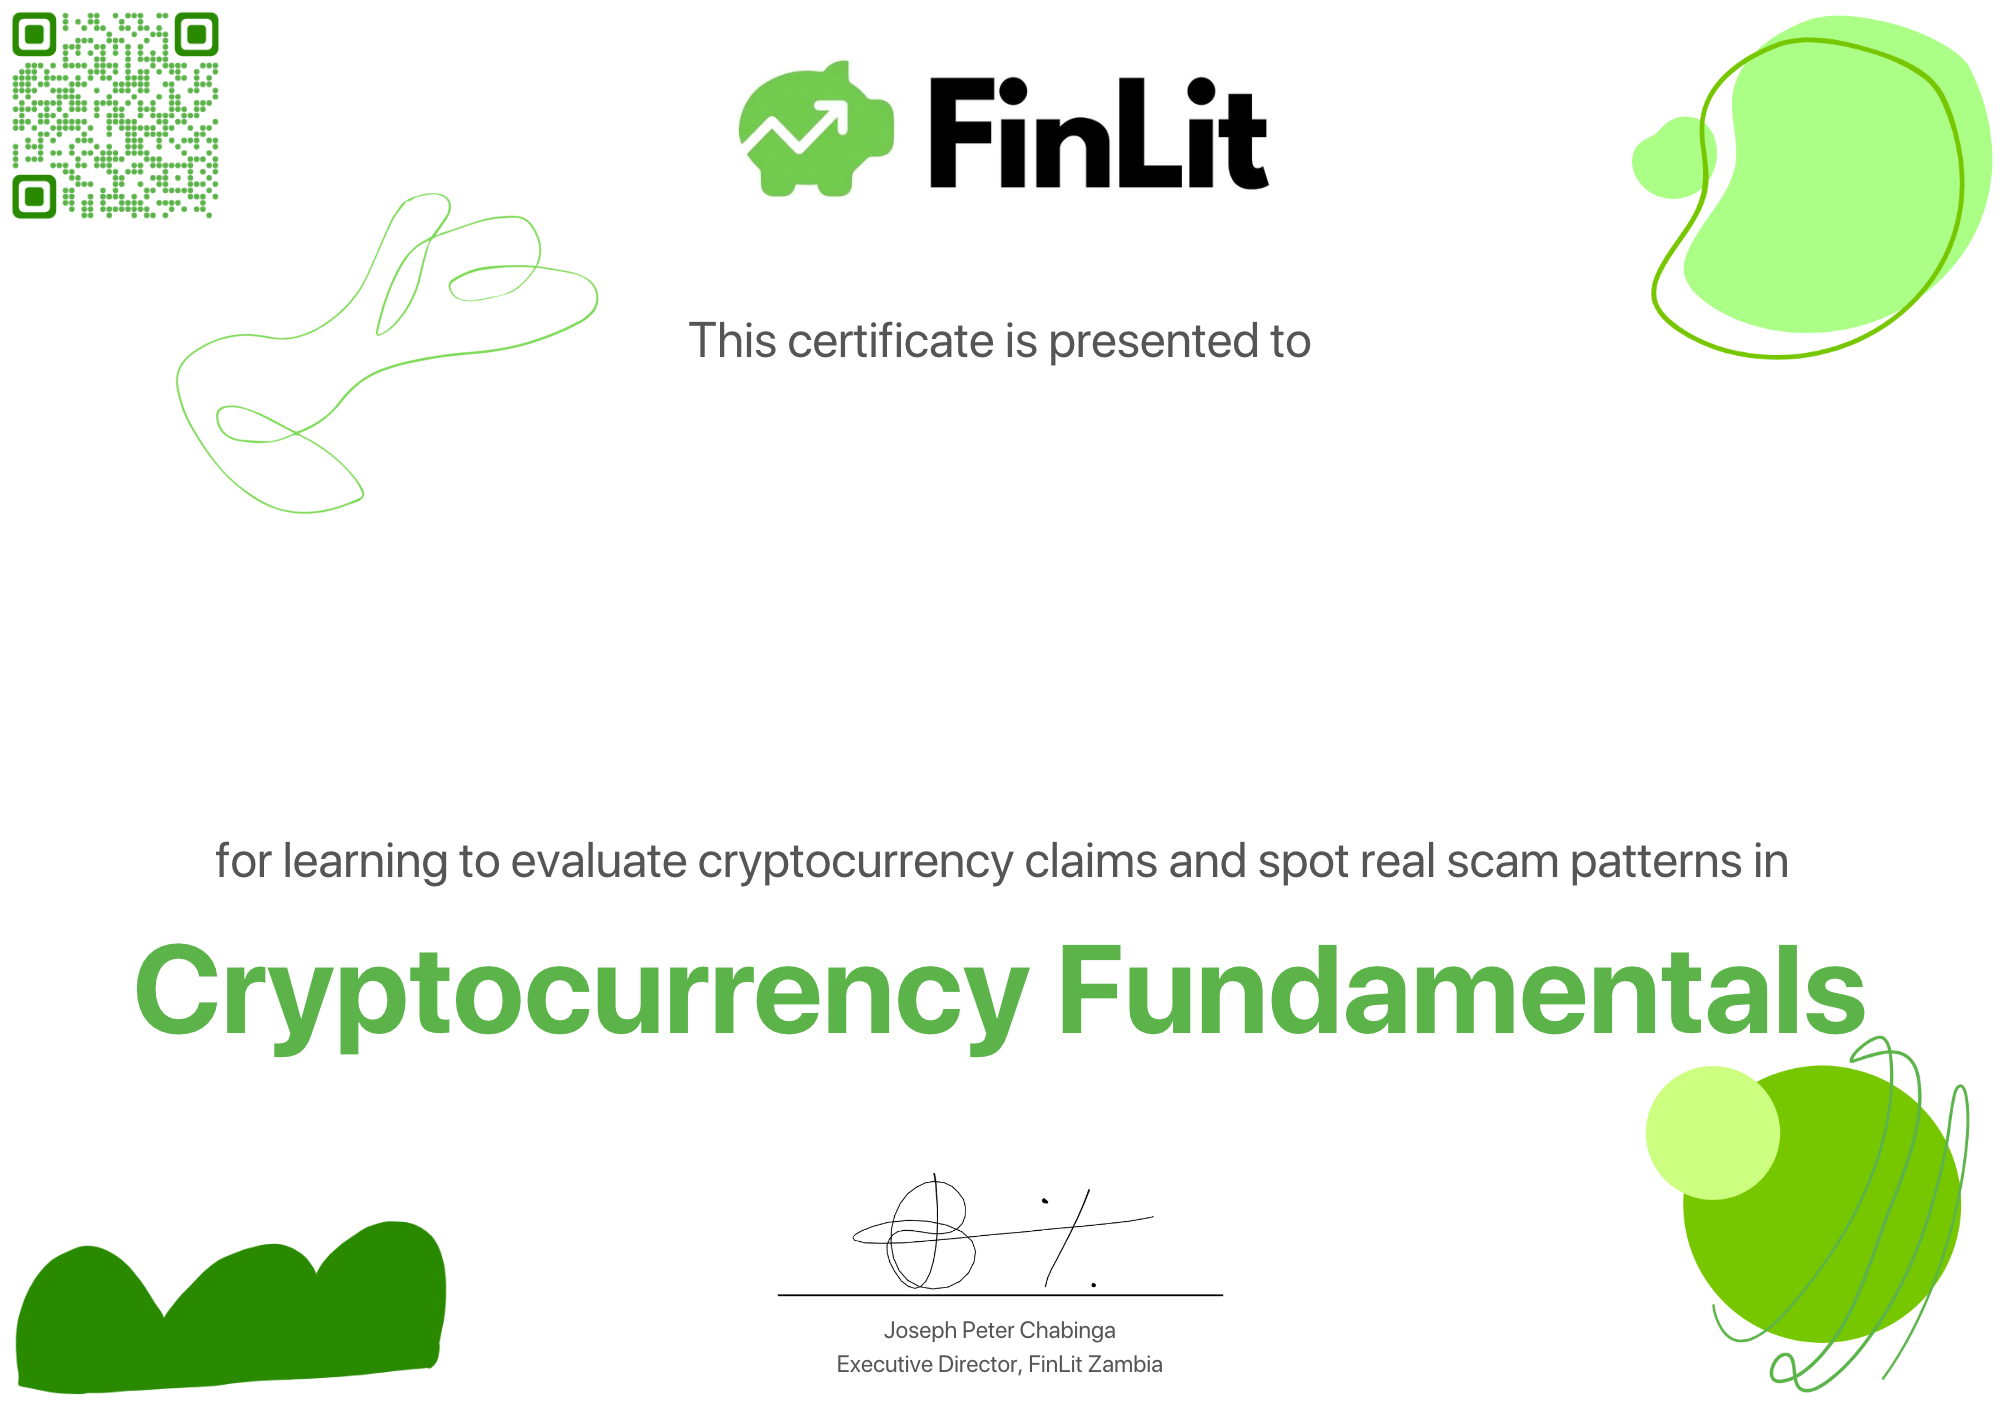 FinLit
This certificate is presented to
for learning to evaluate cryptocurrency claims and spot real scam patterns in
Cryptocurrency Fundamentals
Joseph Peter Chabinga
Executive Director, FinLit Zambia